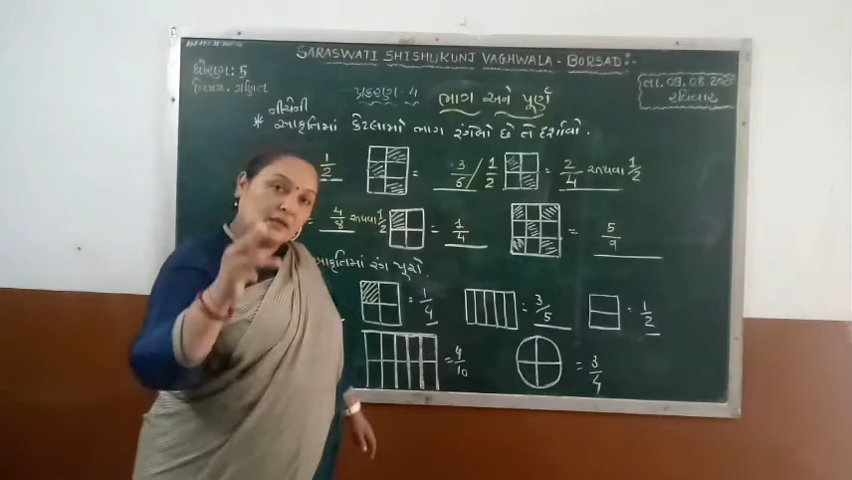 SARASWATI SHISHUKUNJ VAGHWALA - BORSAD.
ધોરણ : 5
વિષય : ગણિત
પ્રકરણ - 4
તા. 09.08.2020
રવિવાર
ભાગ અને પૂર્ણ
* નીચેની આકૃતિમાં કેટલામો ભાગ રંગેલો છે તે દર્શાવો.
1/2 = 3/6 / 1/2 = 2/4 અથવા 1/2
= 4/8 અથવા 1/2 = 1/4 = 5/9
આકૃતિમાં રંગ પૂરો.
= 1/4 = 3/5 = 1/2
= 4/10 = 3/4